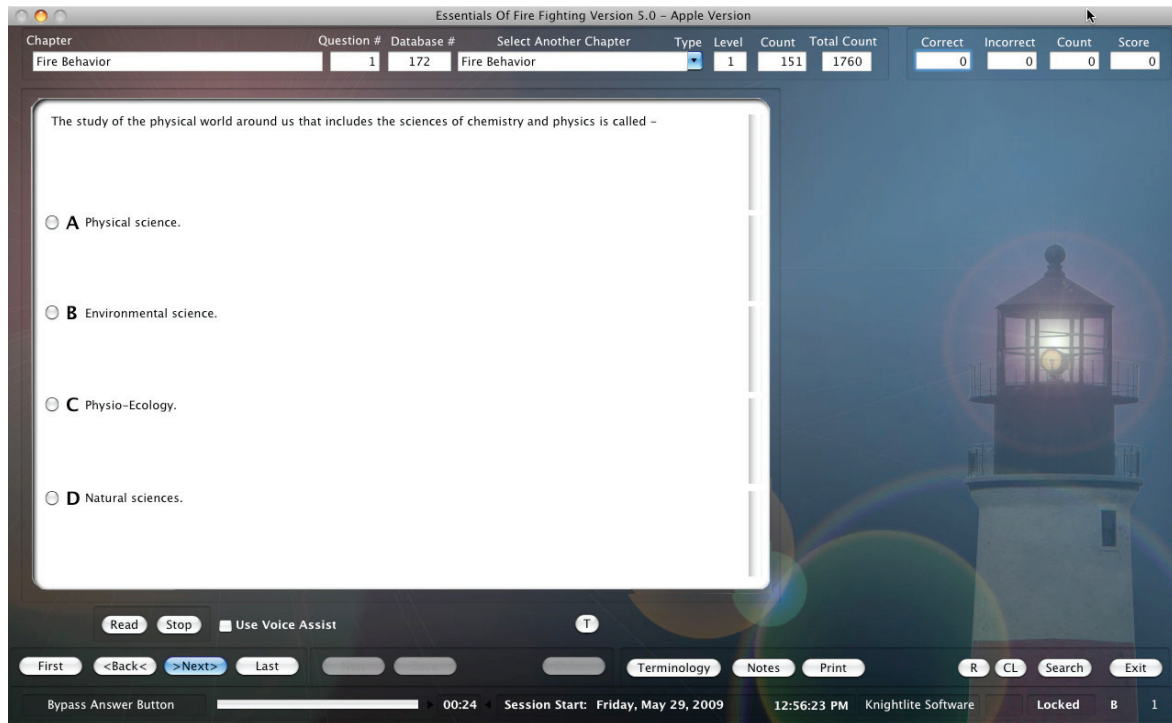 Essentials Of Fire Fighting Version 5.0 – Apple Version
Chapter Question # Database # Select Another Chapter Type Level Count Total Count Correct Incorrect Count Score
Fire Behavior 1 172 Fire Behavior 1 151 1760 0 0 0 0
The study of the physical world around us that includes the sciences of chemistry and physics is called –
A Physical science.
B Environmental science.
C Physio-Ecology.
D Natural sciences.
Read Stop Use Voice Assist T
First <Back< >Next> Last Terminology Notes Print R CL Search Exit
Bypass Answer Button 00:24 Session Start: Friday, May 29, 2009 12:56:23 PM Knightlite Software Locked B 1